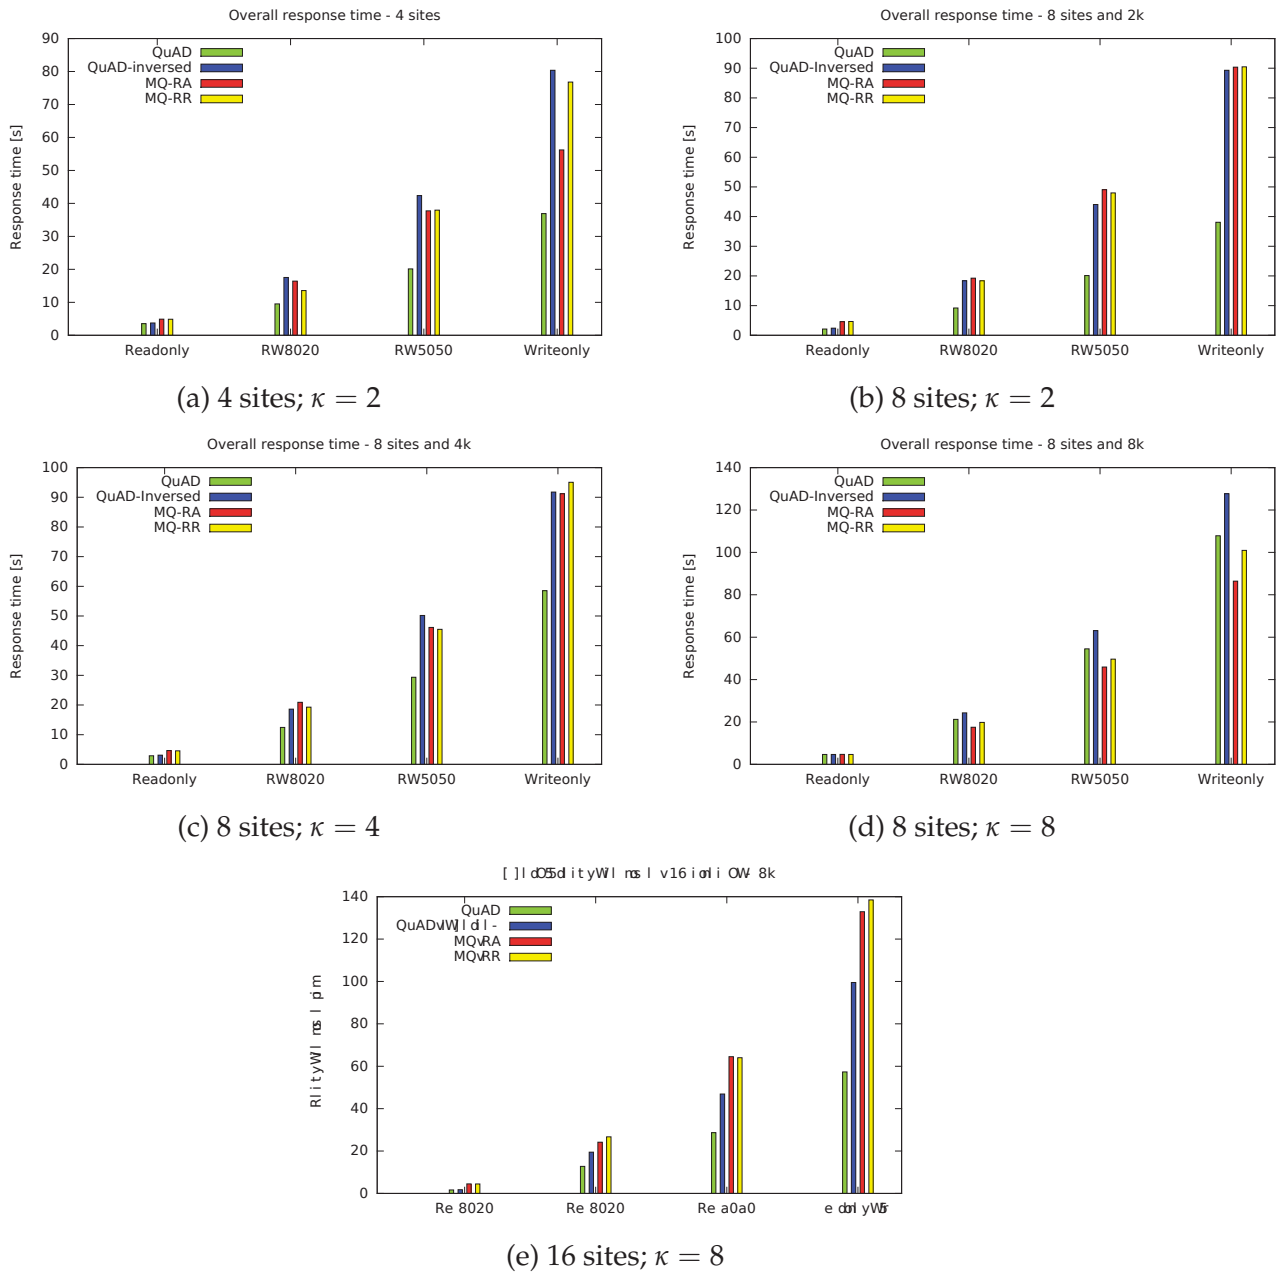 Overall response time - 4 sites
Response time [s]
90
80
70
60
50
40
30
20
10
0
QuAD
QuAD-inversed
MQ-RA
MQ-RR
Readonly RW8020 RW5050 Writeonly
(a) 4 sites; κ = 2
Overall response time - 8 sites and 2k
Response time [s]
100
90
80
70
60
50
40
30
20
10
0
QuAD
QuAD-Inversed
MQ-RA
MQ-RR
Readonly RW8020 RW5050 Writeonly
(b) 8 sites; κ = 2
Overall response time - 8 sites and 4k
Response time [s]
100
90
80
70
60
50
40
30
20
10
0
QuAD
QuAD-Inversed
MQ-RA
MQ-RR
Readonly RW8020 RW5050 Writeonly
(c) 8 sites; κ = 4
Overall response time - 8 sites and 8k
Response time [s]
140
120
100
80
60
40
20
0
QuAD
QuAD-Inversed
MQ-RA
MQ-RR
Readonly RW8020 RW5050 Writeonly
(d) 8 sites; κ = 8
8k
140
120
100
80
60
40
20
0
QuAD
MQvRA
MQvRR
Re 8020 Re 8020 Re a0a0
(e) 16 sites; κ = 8